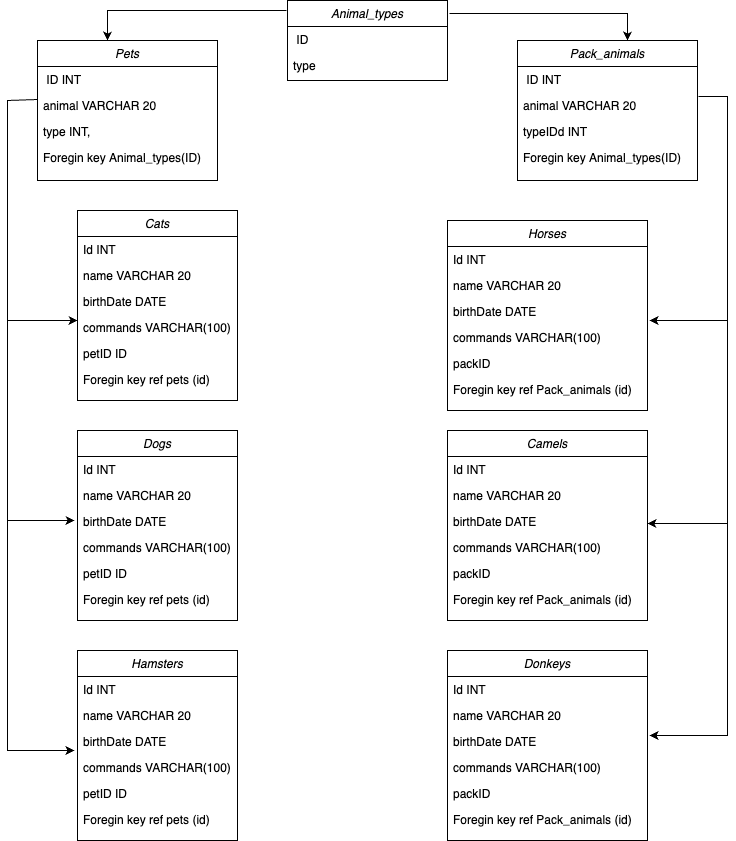 Animal_types
ID
type
Pets
ID INT
animal VARCHAR 20
type INT,
Foregin key Animal_types(ID)
Pack_animals
ID INT
animal VARCHAR 20
typeIDd INT
Foregin key Animal_types(ID)
Cats
Id INT
name VARCHAR 20
birthDate DATE
commands VARCHAR(100)
petID ID
Foregin key ref pets (id)
Horses
Id INT
name VARCHAR 20
birthDate DATE
commands VARCHAR(100)
packID
Foregin key ref Pack_animals (id)
Dogs
Id INT
name VARCHAR 20
birthDate DATE
commands VARCHAR(100)
petID ID
Foregin key ref pets (id)
Camels
Id INT
name VARCHAR 20
birthDate DATE
commands VARCHAR(100)
packID
Foregin key ref Pack_animals (id)
Hamsters
Id INT
name VARCHAR 20
birthDate DATE
commands VARCHAR(100)
petID ID
Foregin key ref pets (id)
Donkeys
Id INT
name VARCHAR 20
birthDate DATE
commands VARCHAR(100)
packID
Foregin key ref Pack_animals (id)